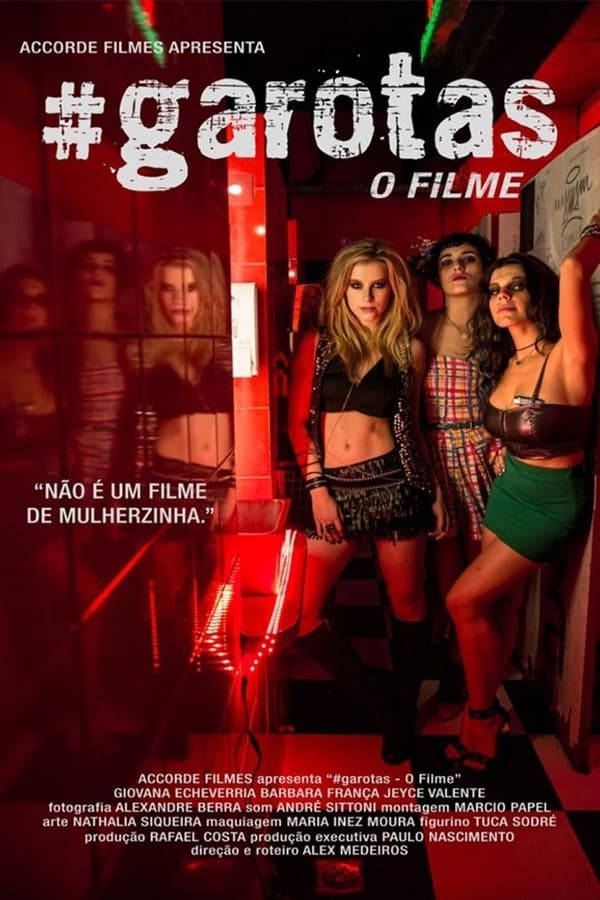 ACCORDE FILMES APRESENTA
#garotas
O FILME
“NÃO É UM FILME
DE MULHERZINHA.”
ACCORDE FILMES apresenta “#garotas - O Filme”
GIOVANA ECHEVERRIA BARBARA FRANÇA JEYCE VALENTE
fotografia ALEXANDRE BERRA som ANDRÉ SITTONI montagem MARCIO PAPEL
arte NATHALIA SIQUEIRA maquiagem MARIA INEZ MOURA figurino TUCA SODRÉ
produção RAFAEL COSTA produção executiva PAULO NASCIMENTO
direção e roteiro ALEX MEDEIROS